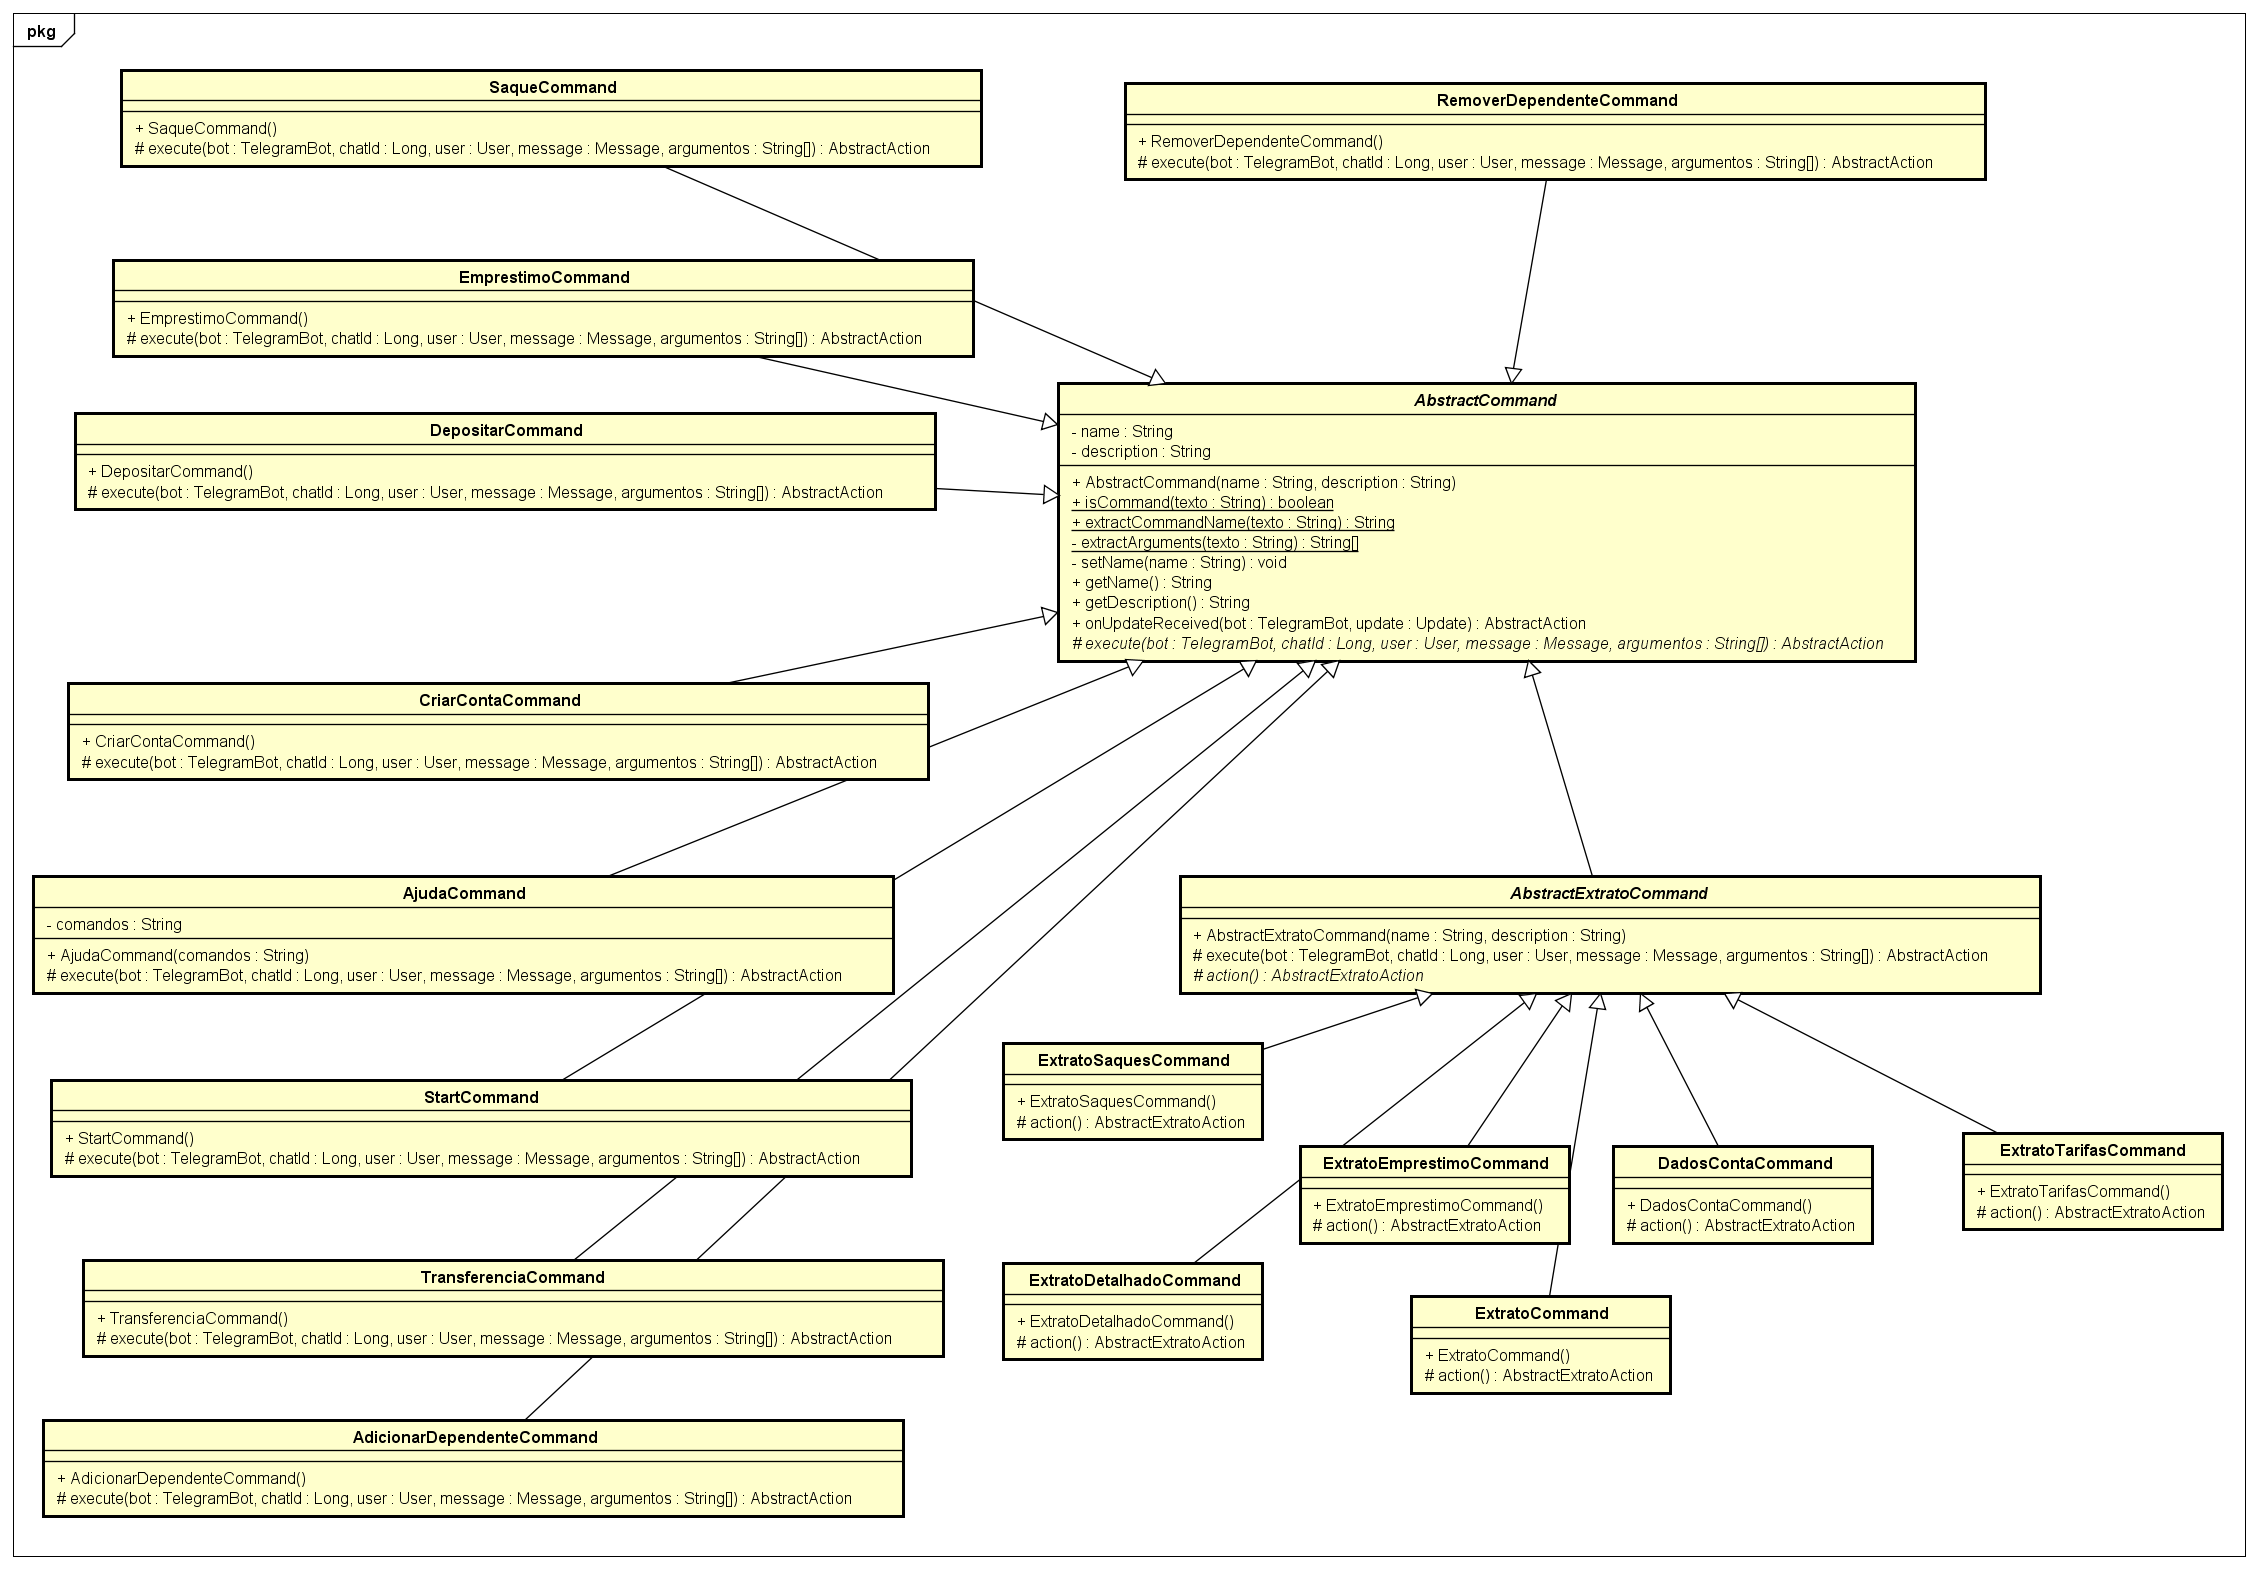 pkg
SaqueCommand
+ SaqueCommand()
# execute(bot : TelegramBot, chatId : Long, user : User, message : Message, argumentos : String[]) : AbstractAction
RemoverDependenteCommand
+ RemoverDependenteCommand()
# execute(bot : TelegramBot, chatId : Long, user : User, message : Message, argumentos : String[]) : AbstractAction
EmprestimoCommand
+ EmprestimoCommand()
# execute(bot : TelegramBot, chatId : Long, user : User, message : Message, argumentos : String[]) : AbstractAction
DepositarCommand
+ DepositarCommand()
# execute(bot : TelegramBot, chatId : Long, user : User, message : Message, argumentos : String[]) : AbstractAction
AbstractCommand
- name : String
- description : String
+ AbstractCommand(name : String, description : String)
+ isCommand(texto : String) : boolean
+ extractCommandName(texto : String) : String
- extractArguments(texto : String) : String[]
- setName(name : String) : void
+ getName() : String
+ getDescription() : String
+ onUpdateReceived(bot : TelegramBot, update : Update) : AbstractAction
# execute(bot : TelegramBot, chatId : Long, user : User, message : Message, argumentos : String[]) : AbstractAction
CriarContaCommand
+ CriarContaCommand()
# execute(bot : TelegramBot, chatId : Long, user : User, message : Message, argumentos : String[]) : AbstractAction
AjudaCommand
- comandos : String
+ AjudaCommand(comandos : String)
# execute(bot : TelegramBot, chatId : Long, user : User, message : Message, argumentos : String[]) : AbstractAction
AbstractExtratoCommand
+ AbstractExtratoCommand(name : String, description : String)
# execute(bot : TelegramBot, chatId : Long, user : User, message : Message, argumentos : String[]) : AbstractAction
# action() : AbstractExtratoAction
StartCommand
+ StartCommand()
# execute(bot : TelegramBot, chatId : Long, user : User, message : Message, argumentos : String[]) : AbstractAction
ExtratoSaquesCommand
+ ExtratoSaquesCommand()
# action() : AbstractExtratoAction
ExtratoEmprestimoCommand
+ ExtratoEmprestimoCommand()
# action() : AbstractExtratoAction
DadosContaCommand
+ DadosContaCommand()
# action() : AbstractExtratoAction
ExtratoTarifasCommand
+ ExtratoTarifasCommand()
# action() : AbstractExtratoAction
TransferenciaCommand
+ TransferenciaCommand()
# execute(bot : TelegramBot, chatId : Long, user : User, message : Message, argumentos : String[]) : AbstractAction
ExtratoDetalhadoCommand
+ ExtratoDetalhadoCommand()
# action() : AbstractExtratoAction
ExtratoCommand
+ ExtratoCommand()
# action() : AbstractExtratoAction
AdicionarDependenteCommand
+ AdicionarDependenteCommand()
# execute(bot : TelegramBot, chatId : Long, user : User, message : Message, argumentos : String[]) : AbstractAction